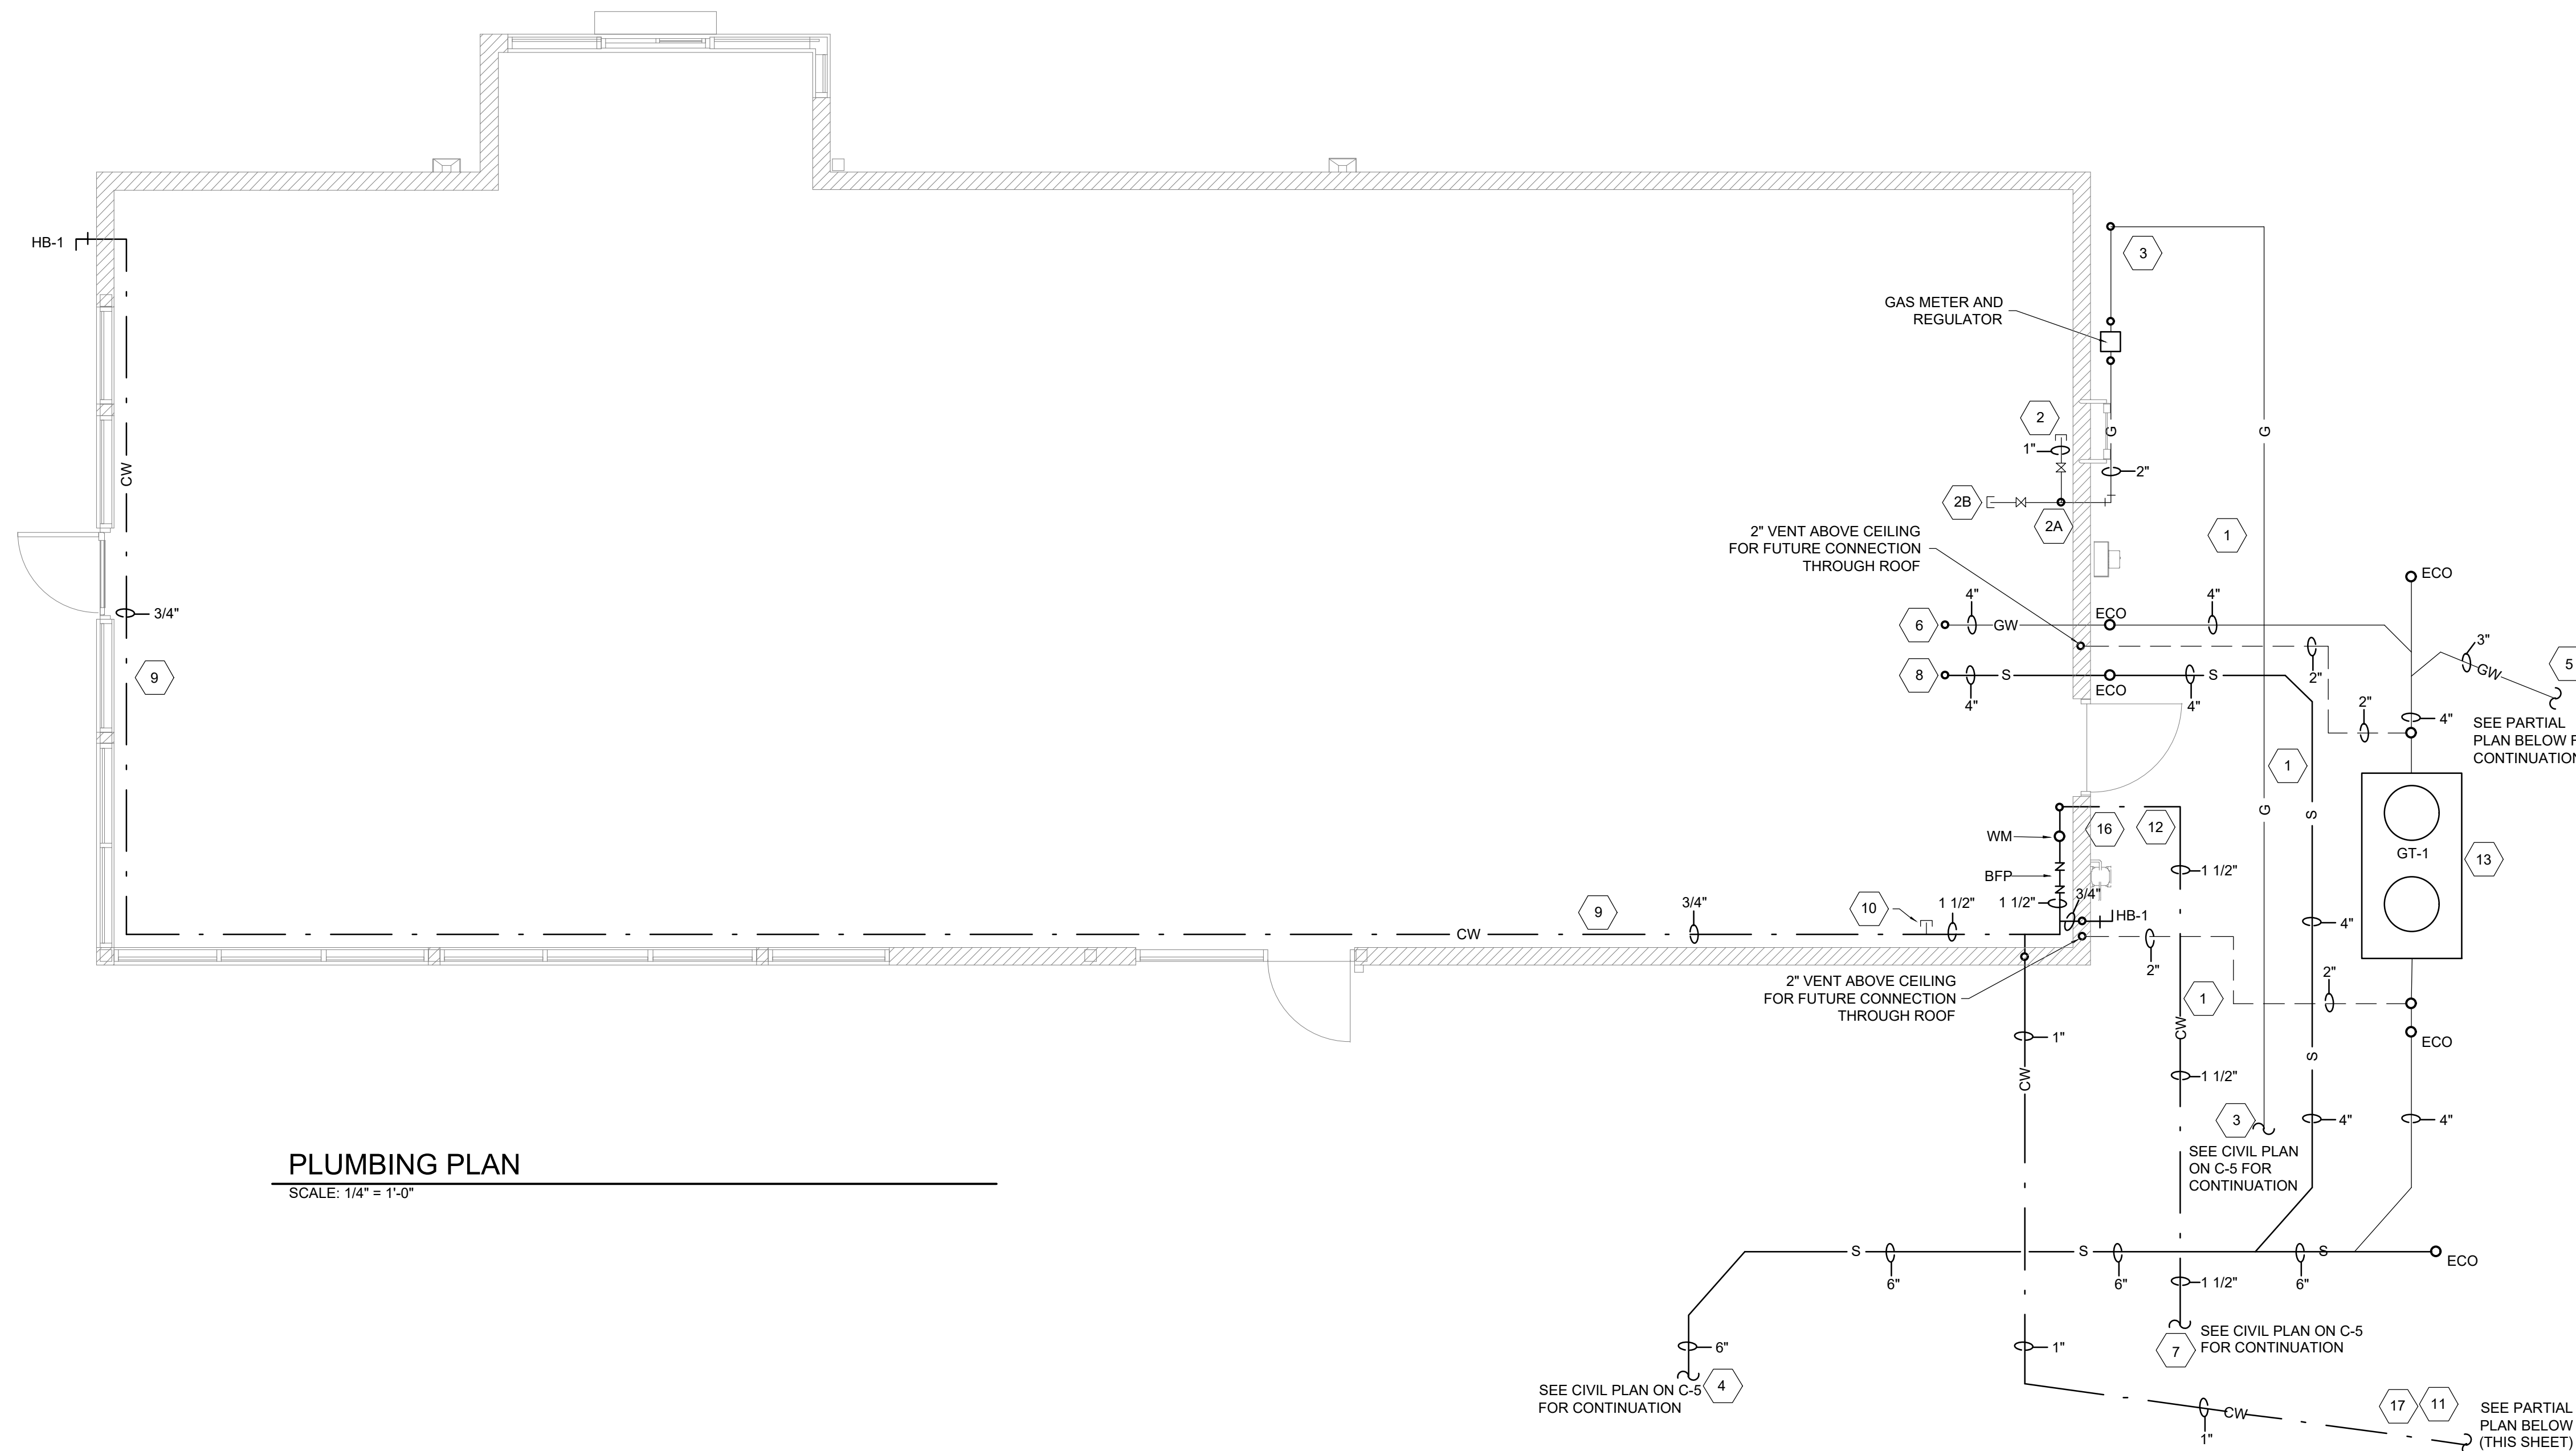 HB-1
CW
3/4"
9
GAS METER AND
REGULATOR
3
2
1"
G
2"
2B
2A
G
1
2" VENT ABOVE CEILING
FOR FUTURE CONNECTION
THROUGH ROOF
6
4"
GW
ECO
4"
ECO
3"
GW
5
2"
8
4"
S
ECO
4"
S
2"
4"
SEE PARTIAL
PLAN BELOW F
CONTINUATION
1
G
S
WM
16
12
BFP
1 1/2"
GT-1
13
9
3/4"
10
1 1/2"
1 1/2"
3/4"
HB-1
CW
4"
2" VENT ABOVE CEILING
FOR FUTURE CONNECTION
THROUGH ROOF
2"
1
2"
ECO
1"
CW
CW
S
1 1/2"
3
4"
4"
SEE CIVIL PLAN
ON C-5 FOR
CONTINUATION
PLUMBING PLAN
SCALE: 1/4" = 1'-0"
S
6"
S
6"
S
6"
ECO
1 1/2"
SEE CIVIL PLAN ON C-5
FOR CONTINUATION
7
6"
1"
SEE CIVIL PLAN ON C-5
FOR CONTINUATION
4
CW
1"
17
11
SEE PARTIAL
PLAN BELOW
(THIS SHEET)